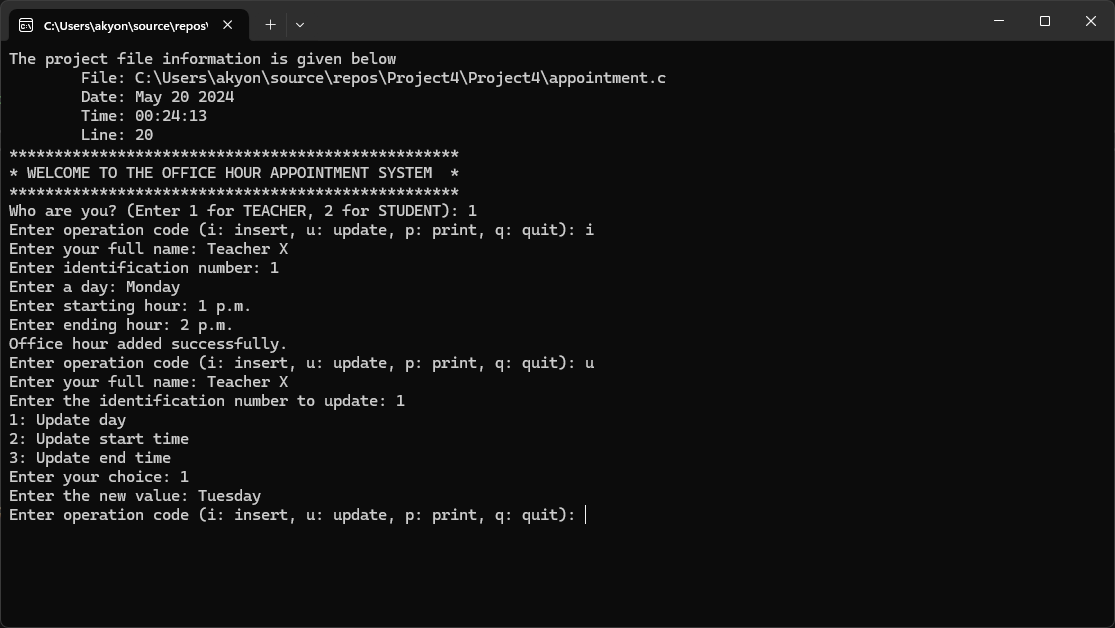 C:\Users\akyon\source\repos\
The project file information is given below
File: C:\Users\akyon\source\repos\Project4\Project4\appointment.c
Date: May 20 2024
Time: 00:24:13
Line: 20
**************************************************
* WELCOME TO THE OFFICE HOUR APPOINTMENT SYSTEM  *
**************************************************
Who are you? (Enter 1 for TEACHER, 2 for STUDENT): 1
Enter operation code (i: insert, u: update, p: print, q: quit): i
Enter your full name: Teacher X
Enter identification number: 1
Enter a day: Monday
Enter starting hour: 1 p.m.
Enter ending hour: 2 p.m.
Office hour added successfully.
Enter operation code (i: insert, u: update, p: print, q: quit): u
Enter your full name: Teacher X
Enter the identification number to update: 1
1: Update day
2: Update start time
3: Update end time
Enter your choice: 1
Enter the new value: Tuesday
Enter operation code (i: insert, u: update, p: print, q: quit):